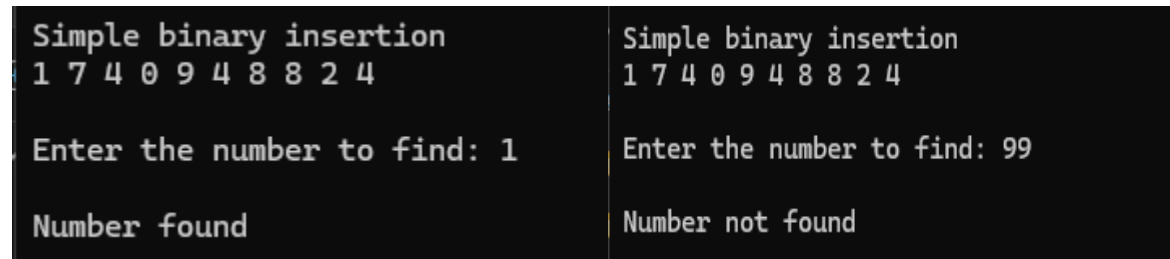 Simple binary insertion
1 7 4 0 9 4 8 8 2 4
Enter the number to find: 1
Number found
Simple binary insertion
1 7 4 0 9 4 8 8 2 4
Enter the number to find: 99
Number not found